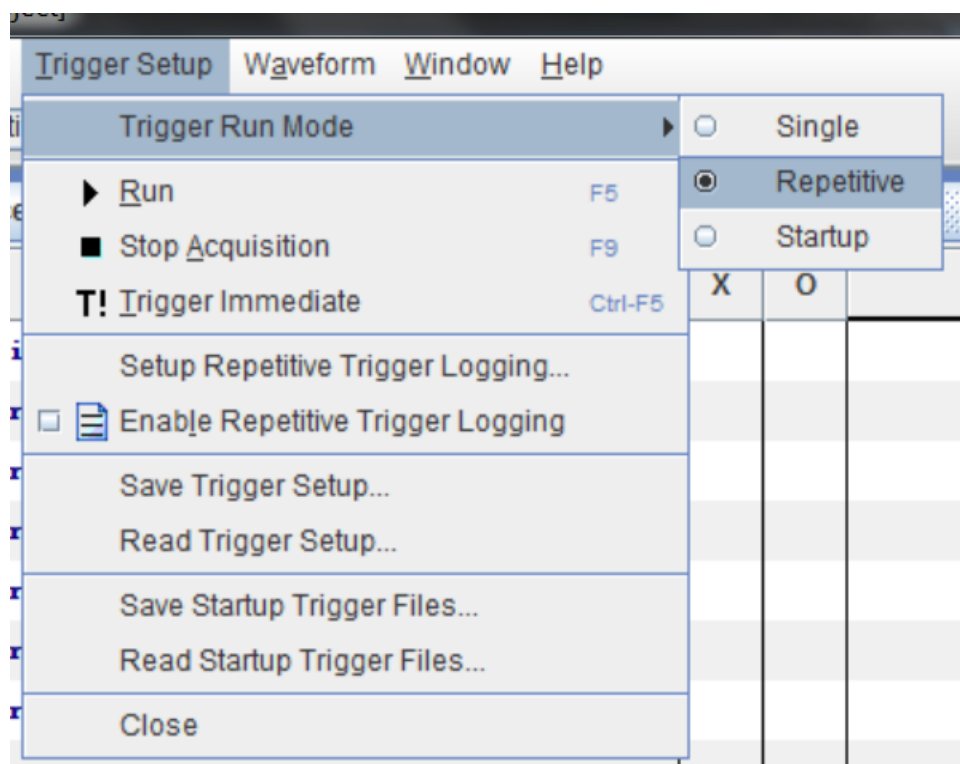 Trigger Setup Waveform Window Help
Trigger Run Mode
Single
Repetitive
Startup
Run F5
Stop Acquisition F9
T! Trigger Immediate Ctrl-F5
X O
Setup Repetitive Trigger Logging...
Enable Repetitive Trigger Logging
Save Trigger Setup...
Read Trigger Setup...
Save Startup Trigger Files...
Read Startup Trigger Files...
Close